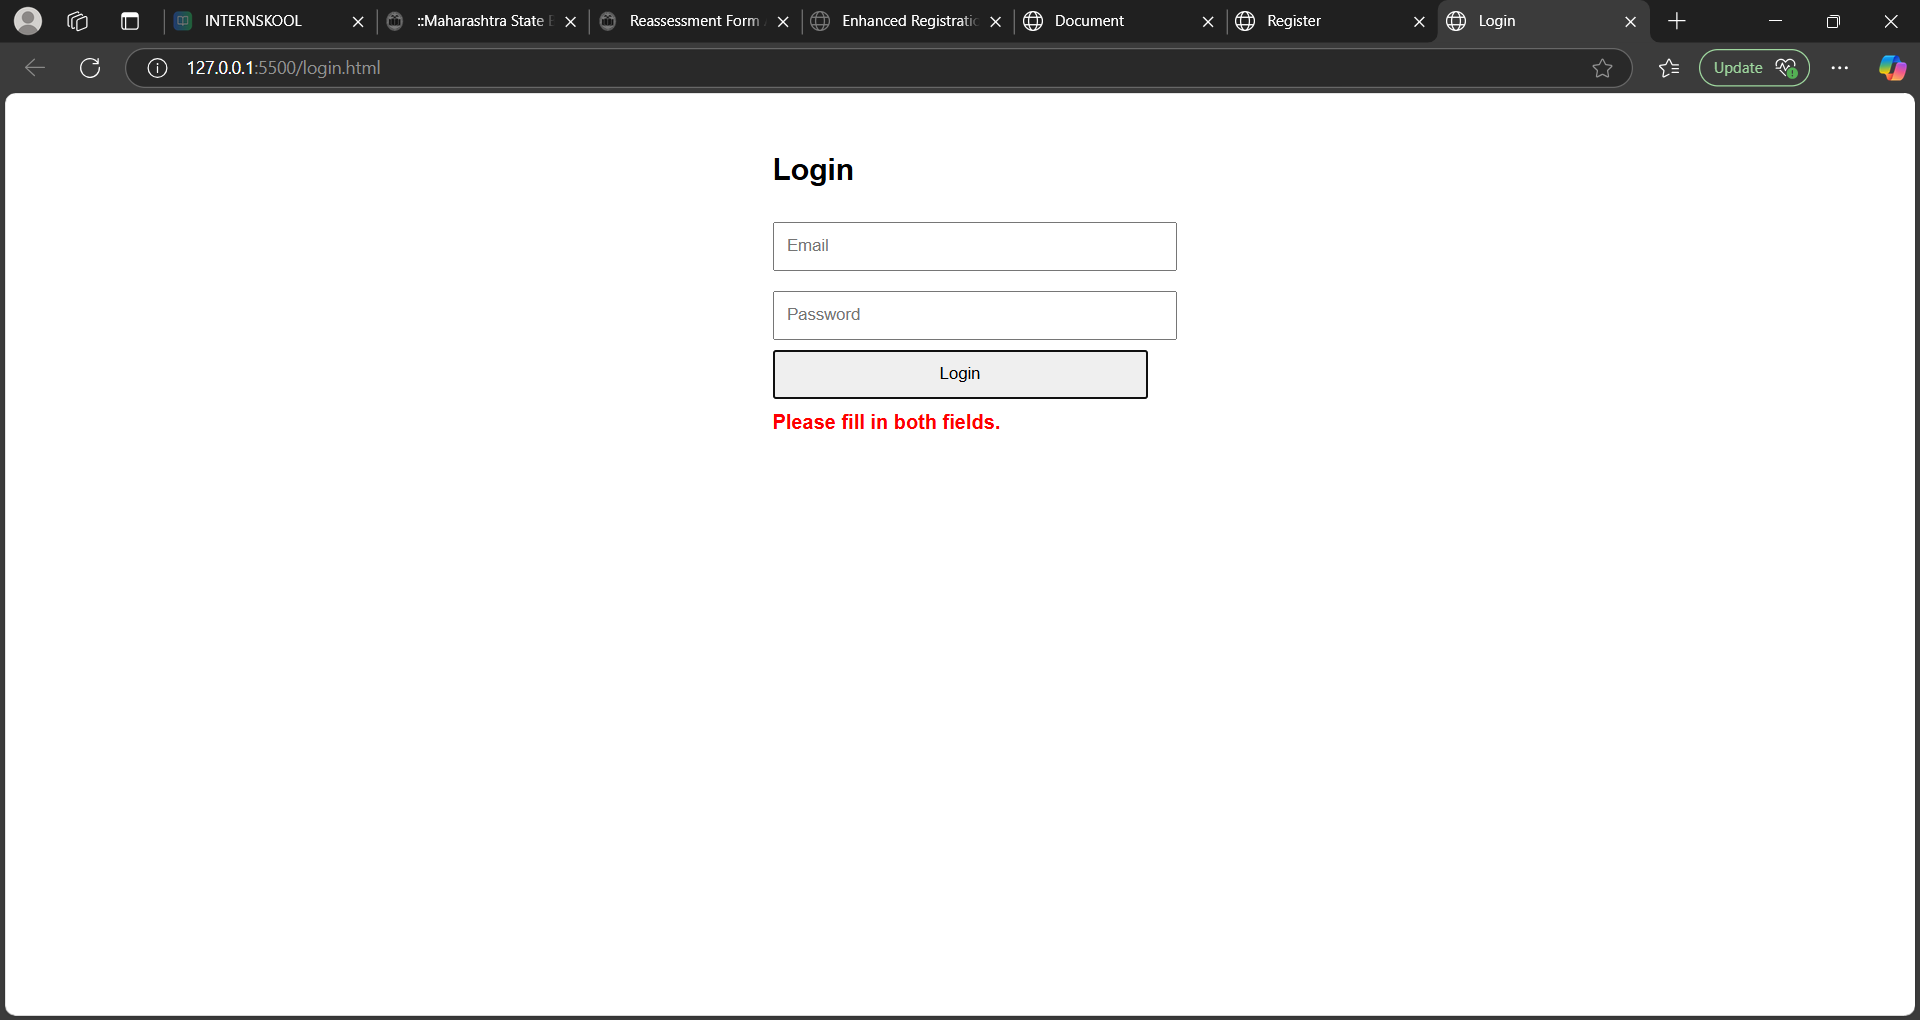 INTERNSKOOL
::Maharashtra State E
Reassessment Form
Enhanced Registratic
Document
Register
Login
127.0.0.1:5500/login.html
Update
Login
Email
Password
Login
Please fill in both fields.